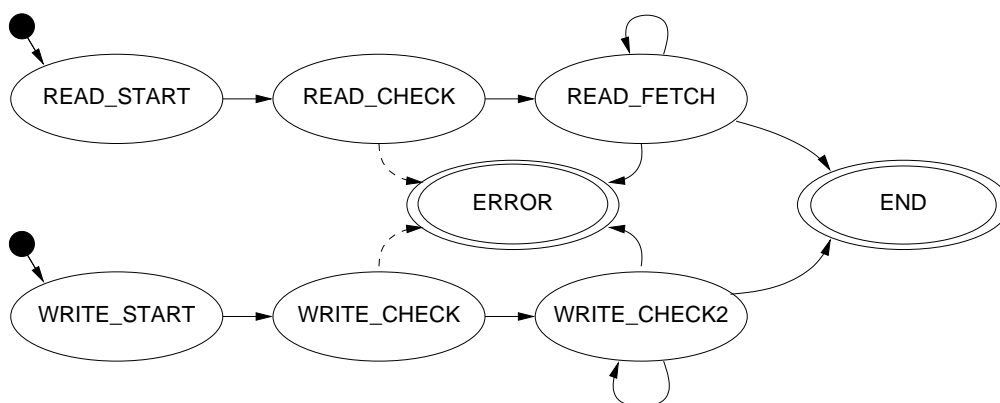 READ_START
READ_CHECK
READ_FETCH
ERROR
END
WRITE_START
WRITE_CHECK
WRITE_CHECK2